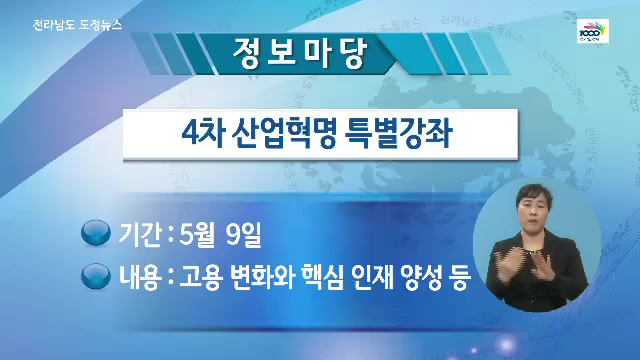 전라남도 도정뉴스
1000
정보마당
4차 산업혁명 특별강좌
기간 : 5월 9일
내용 : 고용 변화와 핵심 인재 양성 등